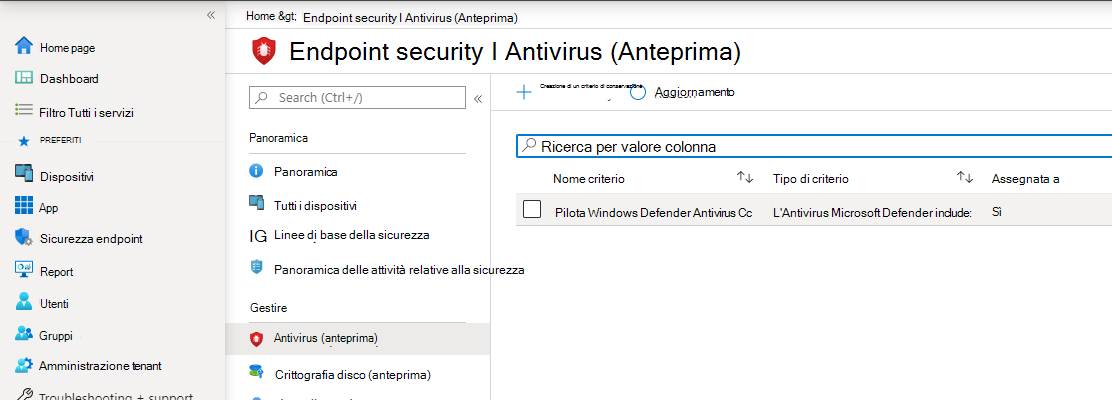 «
Home &gt; Endpoint security | Antivirus (Anteprima)
Endpoint security | Antivirus (Anteprima)
Home page
Dashboard
Filtro Tutti i servizi
PREFERITI
Dispositivi
App
Sicurezza endpoint
Report
Utenti
Gruppi
Amministrazione tenant
Troubleshooting + support
Search (Ctrl+/)
«
Panoramica
Panoramica
Tutti i dispositivi
IG Linee di base della sicurezza
Panoramica delle attività relative alla sicurezza
Gestire
Antivirus (anteprima)
Crittografia disco (anteprima)
Creazione di un criterio di conservazione
Aggiornamento
Ricerca per valore colonna
Nome criterio Tipo di criterio Assegnata a
Pilota Windows Defender Antivirus Cc L'Antivirus Microsoft Defender include: Sì